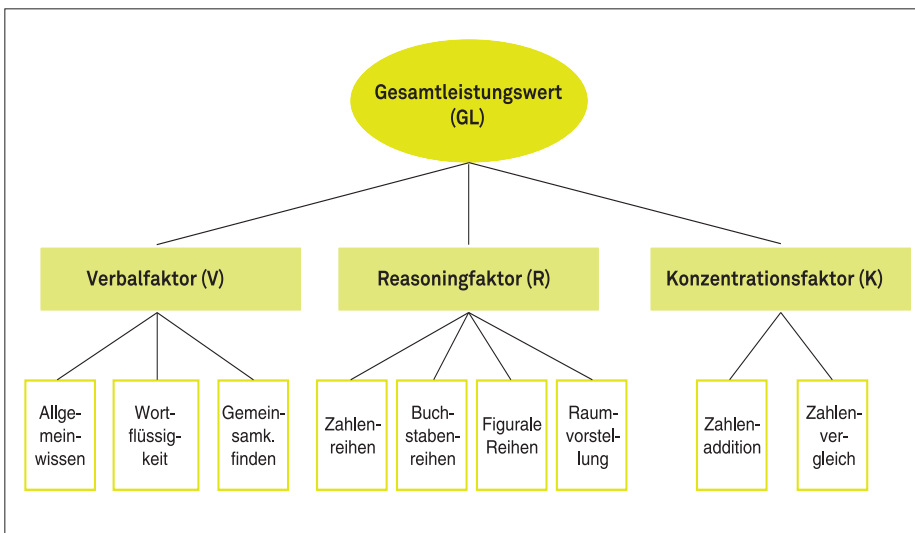 Gesamtleistungswert
(GL)
Verbalfaktor (V)
Reasoningfaktor (R)
Konzentrationsfaktor (K)
Allge-
mein-
wissen
Wort-
flüssig-
keit
Gemein-
samk.
finden
Zahlen-
reihen
Buch-
staben-
reihen
Figurale
Reihen
Raum-
vorstel-
lung
Zahlen-
addition
Zahlen-
ver-
gleich